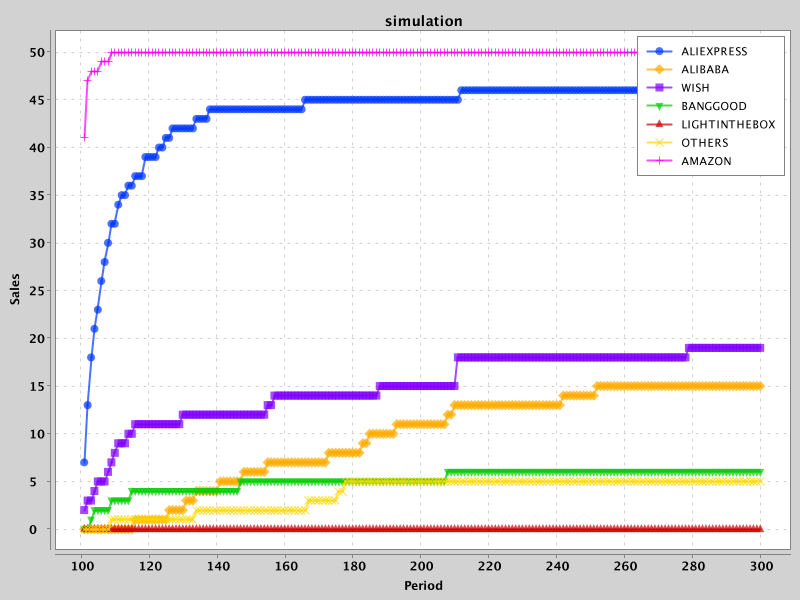 simulation
ALIEXPRESS
ALIBABA
WISH
BANGGOOD
LIGHTINTHEBOX
OTHERS
AMAZON
Sales
50
45
40
35
30
25
20
15
10
5
0
100 120 140 160 180 200 220 240 260 280 300
Period